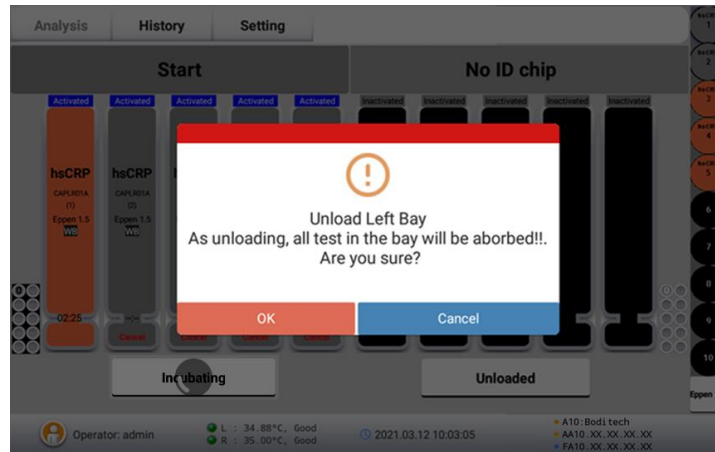 Analysis
History
Setting
Start
No ID chip
Activated
Activated
Activated
Activated
Activated
Inactivated
Inactivated
Inactivated
Inactivated
Inactivated
hsCRP
CAPLR01A
(1)
Eppen 1.5
WB
02:25
hsCRP
CAPLR01A
(2)
Eppen 1.5
WB
Cancel
Cancel
Cancel
Cancel
Unload Left Bay
As unloading, all test in the bay will be aborbed!!.
Are you sure?
OK
Cancel
Incubating
Unloaded
1
2
3
4
5
6
7
8
9
10
Eppen
Operator: admin
L : 34.88°C, Good
R : 35.00°C, Good
2021.03.12 10:03:05
A10:Boditech
AA10.XX.XX.XX.XX
FA10.XX.XX.XX.XX